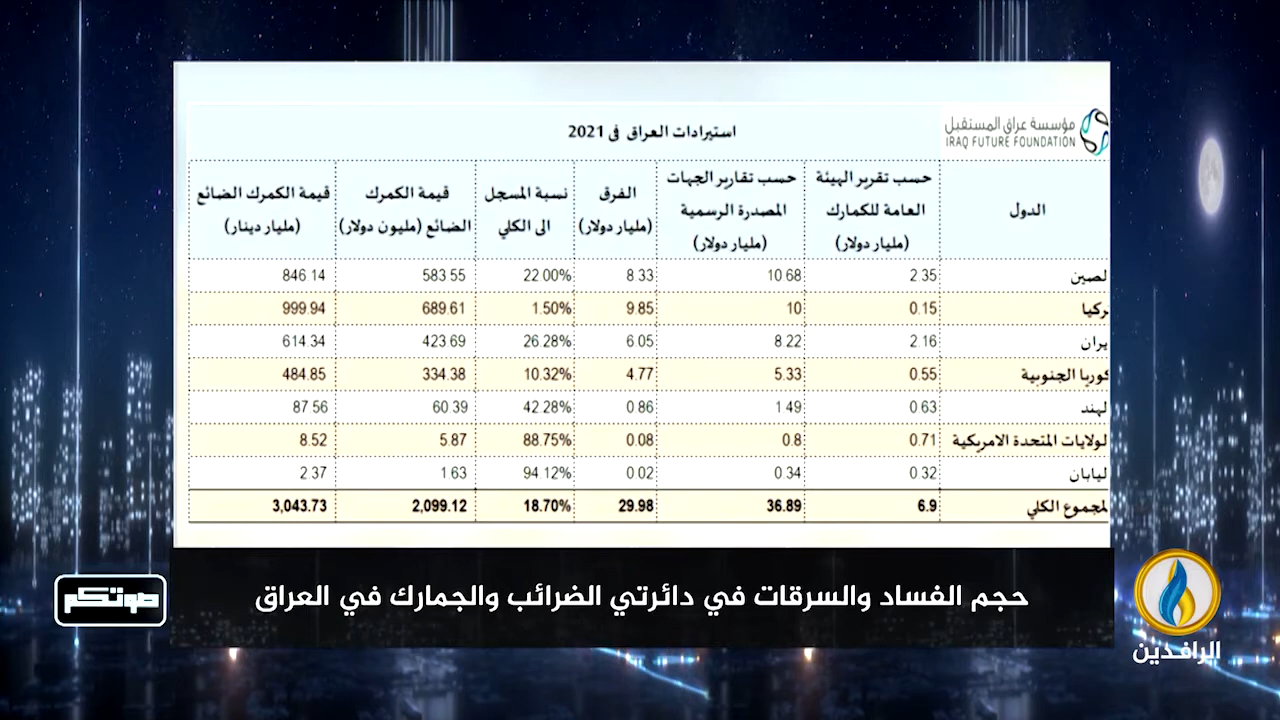 مؤسسة عراق المستقبل
IRAQ FUTURE FOUNDATION
استيرادات العراق في 2021
الدول | حسب تقرير الهيئة العامة للكمارك (مليار دولار) | حسب تقارير الجهات المصدرة الرسمية (مليار دولار) | الفرق (مليار دولار) | نسبة المسجل الى الكلي | قيمة الكمرك الضائع (مليون دولار) | قيمة الكمرك الضائع (مليار دينار)
لصين 2.35 10.68 8.33 22.00% 583.55 846.14
ركيا 0.15 10 9.85 1.50% 689.61 999.94
يران 2.16 8.22 6.05 26.28% 423.69 614.34
كوريا الجنوبية 0.55 5.33 4.77 10.32% 334.38 484.85
لهند 0.63 1.49 0.86 42.28% 60.39 87.56
لولايات المتحدة الامريكية 0.71 0.8 0.08 88.75% 5.87 8.52
ليابان 0.32 0.34 0.02 94.12% 1.63 2.37
لمجموع الكلي 6.9 36.89 29.98 18.70% 2,099.12 3,043.73
حجم الفساد والسرقات في دائرتي الضرائب والجمارك في العراق
صوتكم
الرافدين